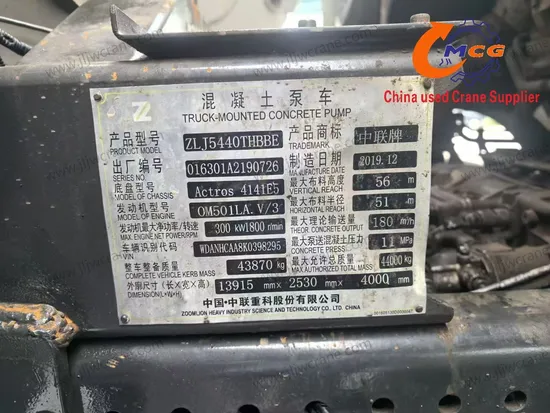 MCG
China used Crane Supplier
混凝土泵车
TRUCK-MOUNTED CONCRETE PUMP
产品型号 ZLJ5440THBBE 产品商标 中联牌
PRODUCT MODEL TRADEMARK
出厂编号 016301A2190726 制造日期 2019.12
SERIES NO. MANUFACTURE DATE
底盘型号 Actros 4141E5 最大布料高度 56 m
MODEL OF CHASSIS VERTICAL REACH
发动机型号 OM501LA.V/3 最大布料半径 51 m
MODEL OF ENGINE HORIZONTAL REACH
发动机最大净功率/转速 300 kW 1800 r/min 最大理论输送量 180 m³/h
MAX ENGINE NET POWER/RPM THEOR. CONCRETE OUTPUT
车辆识别代码 WDANHCAA8K0398295 最大泵送混凝土压力 11 MPa
VIN MAX. CONCRETE PRESSURE
整车整备质量 43870 kg 最大允许总质量 44000 kg
COMPLETE VEHICLE KERB MASS MAX AUTHORIZED TOTAL MASS
外廓尺寸(长×宽×高) 13915 mm× 2530 mm× 4000 mm
DIMENSION(L×W×H)
中国·中联重科股份有限公司
ZOOMLION HEAVY INDUSTRY SCIENCE AND TECHNOLOGY CO., LTD. CHINA